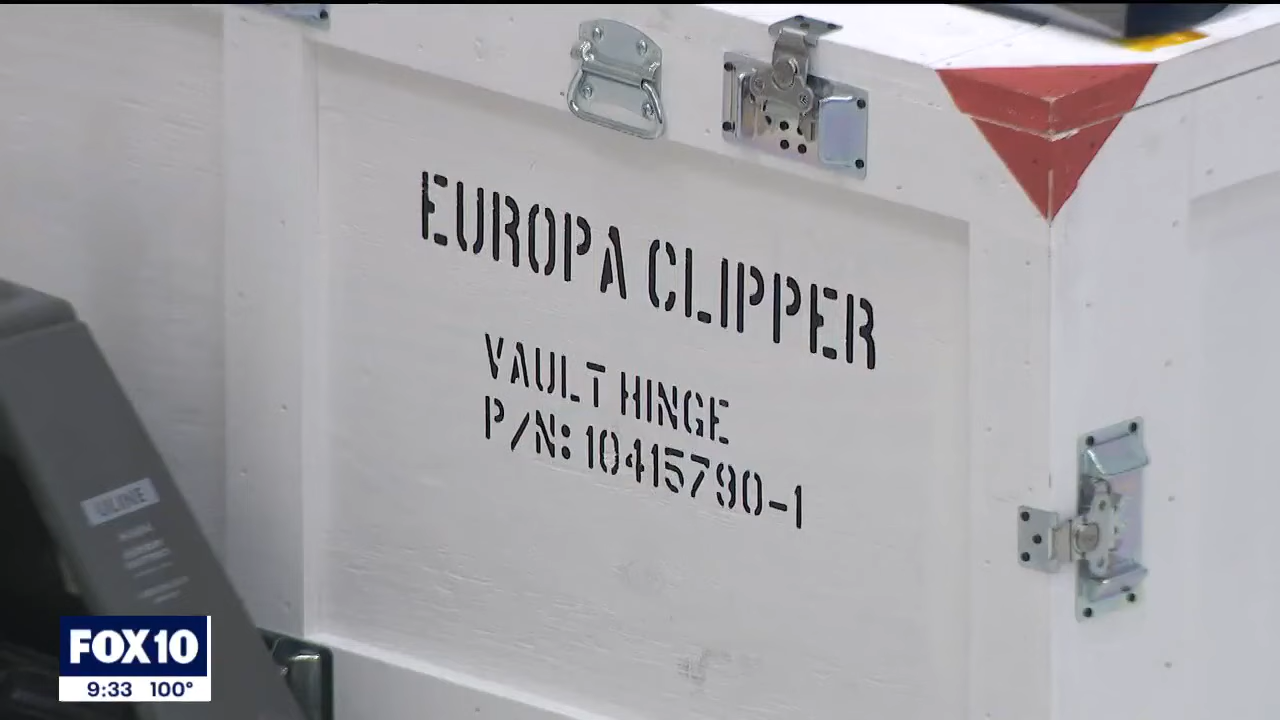 EUROPA CLIPPER
VAULT HINGE
P/N: 10415790-1
ULINE
FOX10
9:33 100°